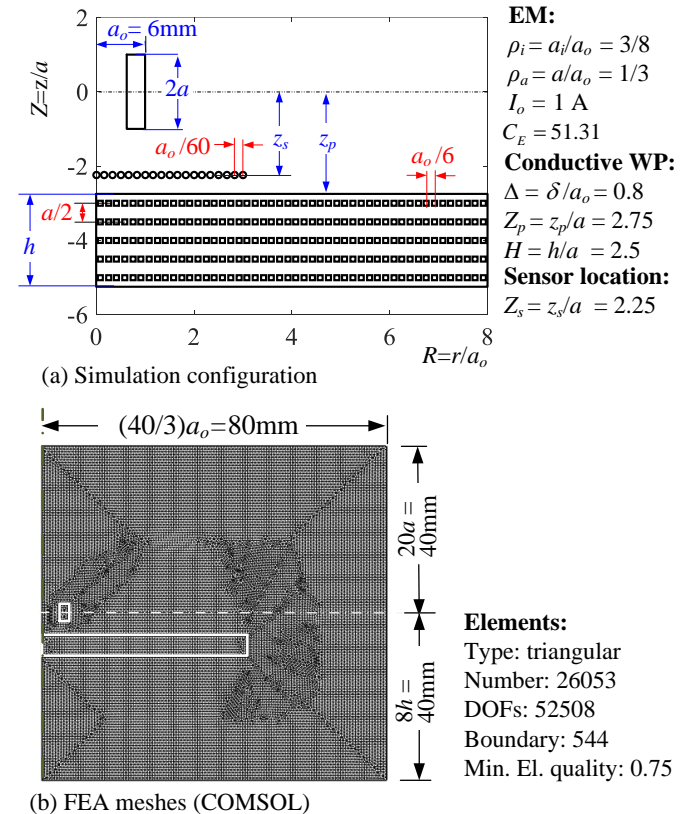 EM:
ρᵢ = aᵢ/aₒ = 3/8
ρₐ = a/aₒ = 1/3
Iₒ = 1 A
C_E = 51.31
Conductive WP:
Δ = δ/aₒ = 0.8
Z_p = z_p/a = 2.75
H = h/a = 2.5
Sensor location:
Z_s = z_s/a = 2.25
2
0
-2
-4
-6
Z=z/a
aₒ = 6mm
2a
aₒ/60
z_s
z_p
aₒ/6
a/2
h
0 2 4 6 8
R=r/aₒ
(a) Simulation configuration
(40/3)aₒ=80mm
20a = 40mm
8h = 40mm
Elements:
Type: triangular
Number: 26053
DOFs: 52508
Boundary: 544
Min. El. quality: 0.75
(b) FEA meshes (COMSOL)